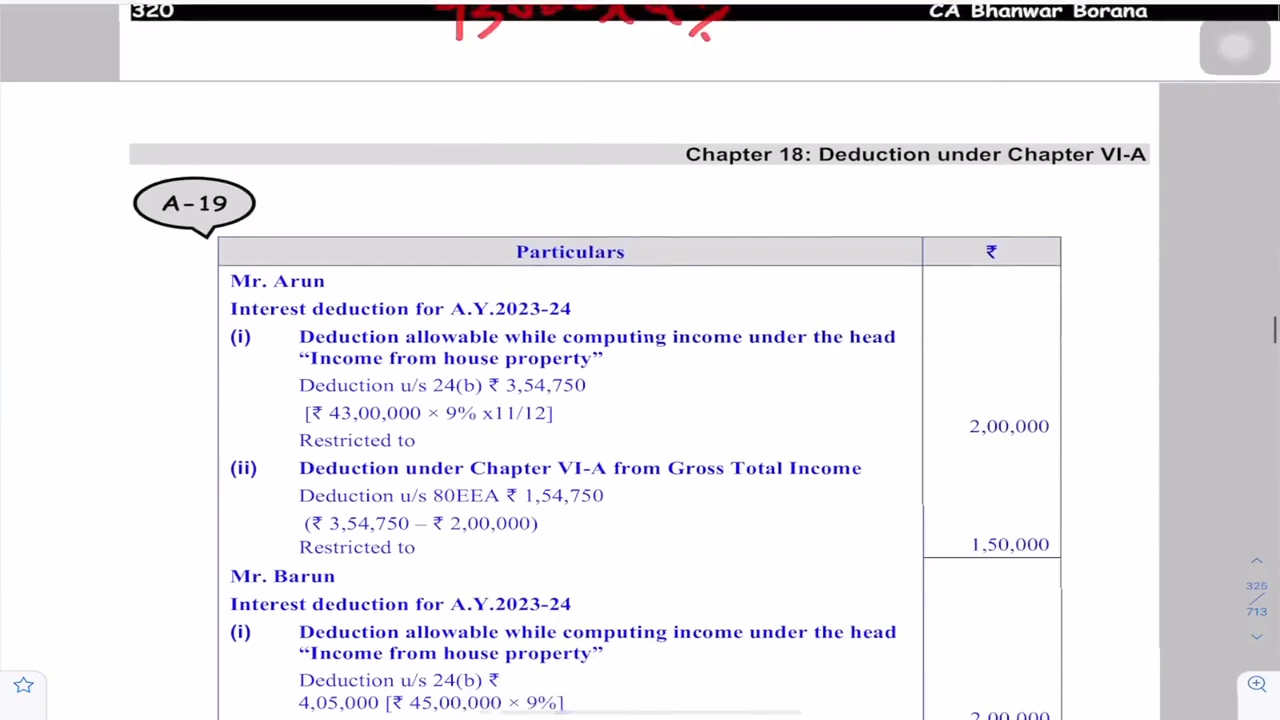 320
CA Bhanwar Borana
Chapter 18: Deduction under Chapter VI-A
A-19
Particulars ₹
Mr. Arun
Interest deduction for A.Y.2023-24
(i) Deduction allowable while computing income under the head
“Income from house property”
Deduction u/s 24(b) ₹ 3,54,750
[₹ 43,00,000 × 9% x11/12]
Restricted to 2,00,000
(ii) Deduction under Chapter VI-A from Gross Total Income
Deduction u/s 80EEA ₹ 1,54,750
(₹ 3,54,750 – ₹ 2,00,000)
Restricted to 1,50,000
Mr. Barun
Interest deduction for A.Y.2023-24
(i) Deduction allowable while computing income under the head
“Income from house property”
Deduction u/s 24(b) ₹
4,05,000 [₹ 45,00,000 × 9%]
2,00,000
325
713